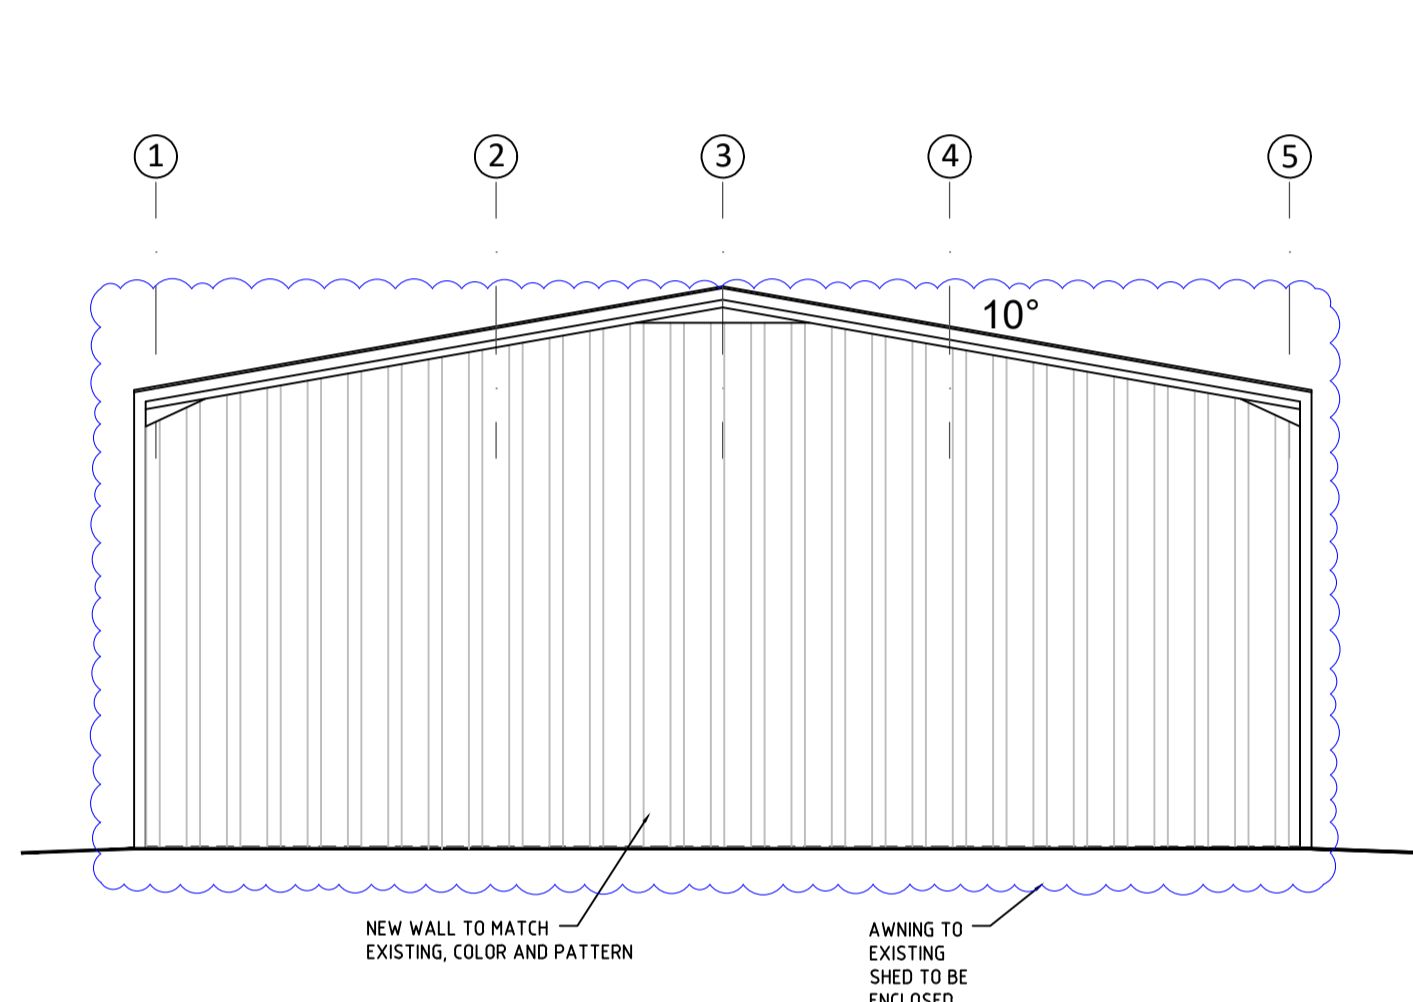 1 2 3 4 5
10°
NEW WALL TO MATCH
EXISTING, COLOR AND PATTERN
AWNING TO
EXISTING
SHED TO BE
ENCLOSED